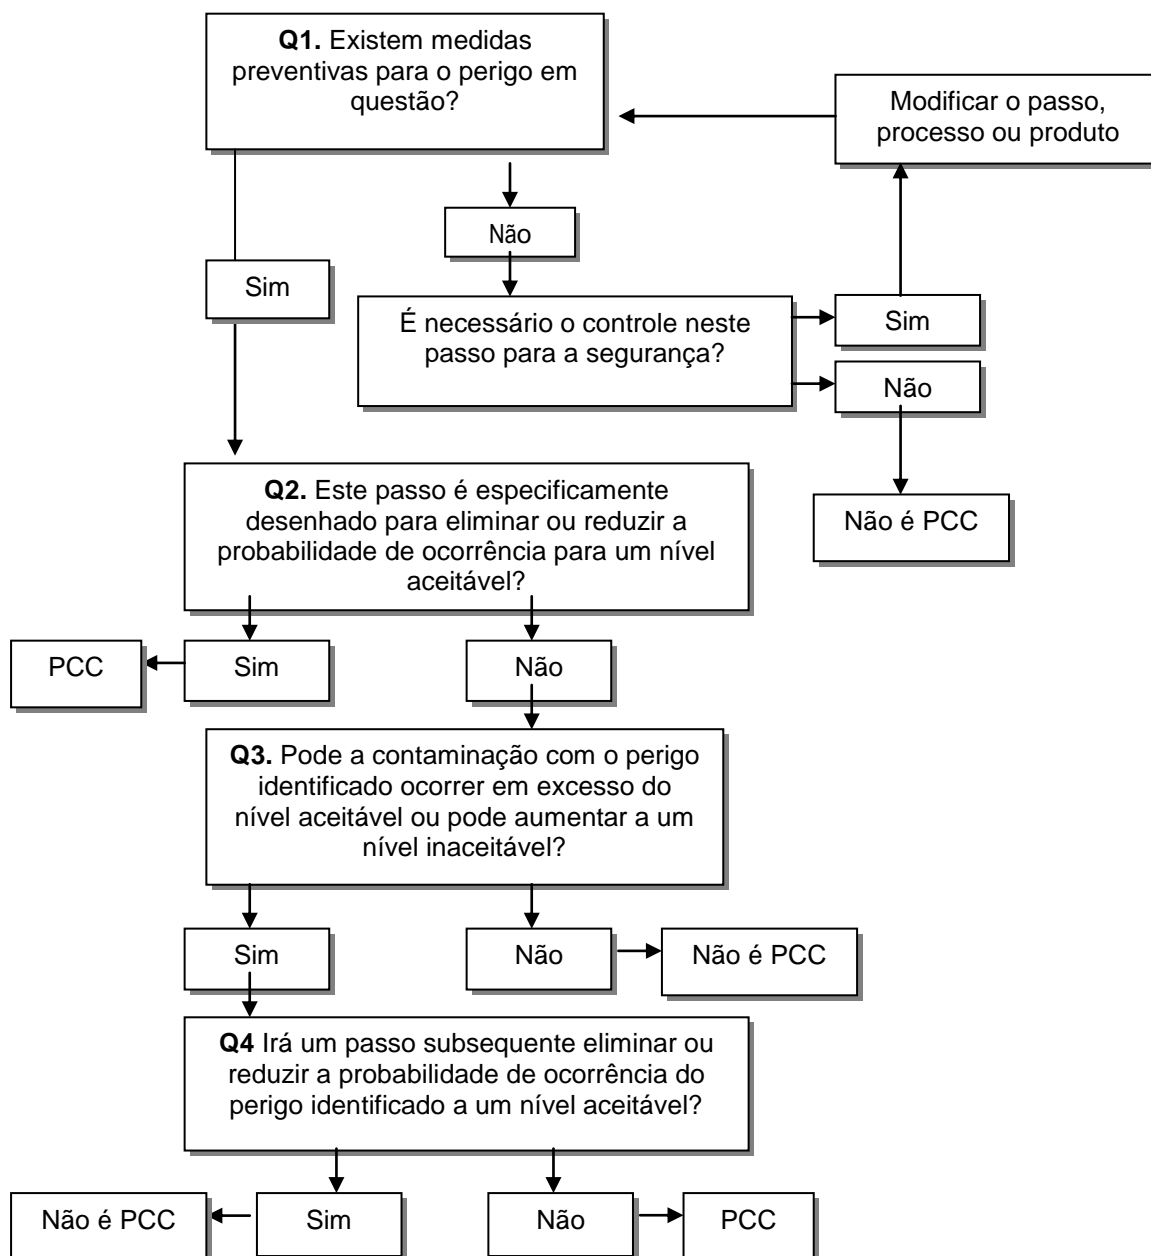 Q1. Existem medidas
preventivas para o perigo em
questão?
Modificar o passo,
processo ou produto
Não
Sim
É necessário o controle neste
passo para a segurança?
Sim
Não
Não é PCC
Q2. Este passo é especificamente
desenhado para eliminar ou reduzir a
probabilidade de ocorrência para um nível
aceitável?
PCC
Sim
Não
Q3. Pode a contaminação com o perigo
identificado ocorrer em excesso do
nível aceitável ou pode aumentar a um
nível inaceitável?
Sim
Não
Não é PCC
Q4 Irá um passo subsequente eliminar ou
reduzir a probabilidade de ocorrência do
perigo identificado a um nível aceitável?
Não é PCC
Sim
Não
PCC